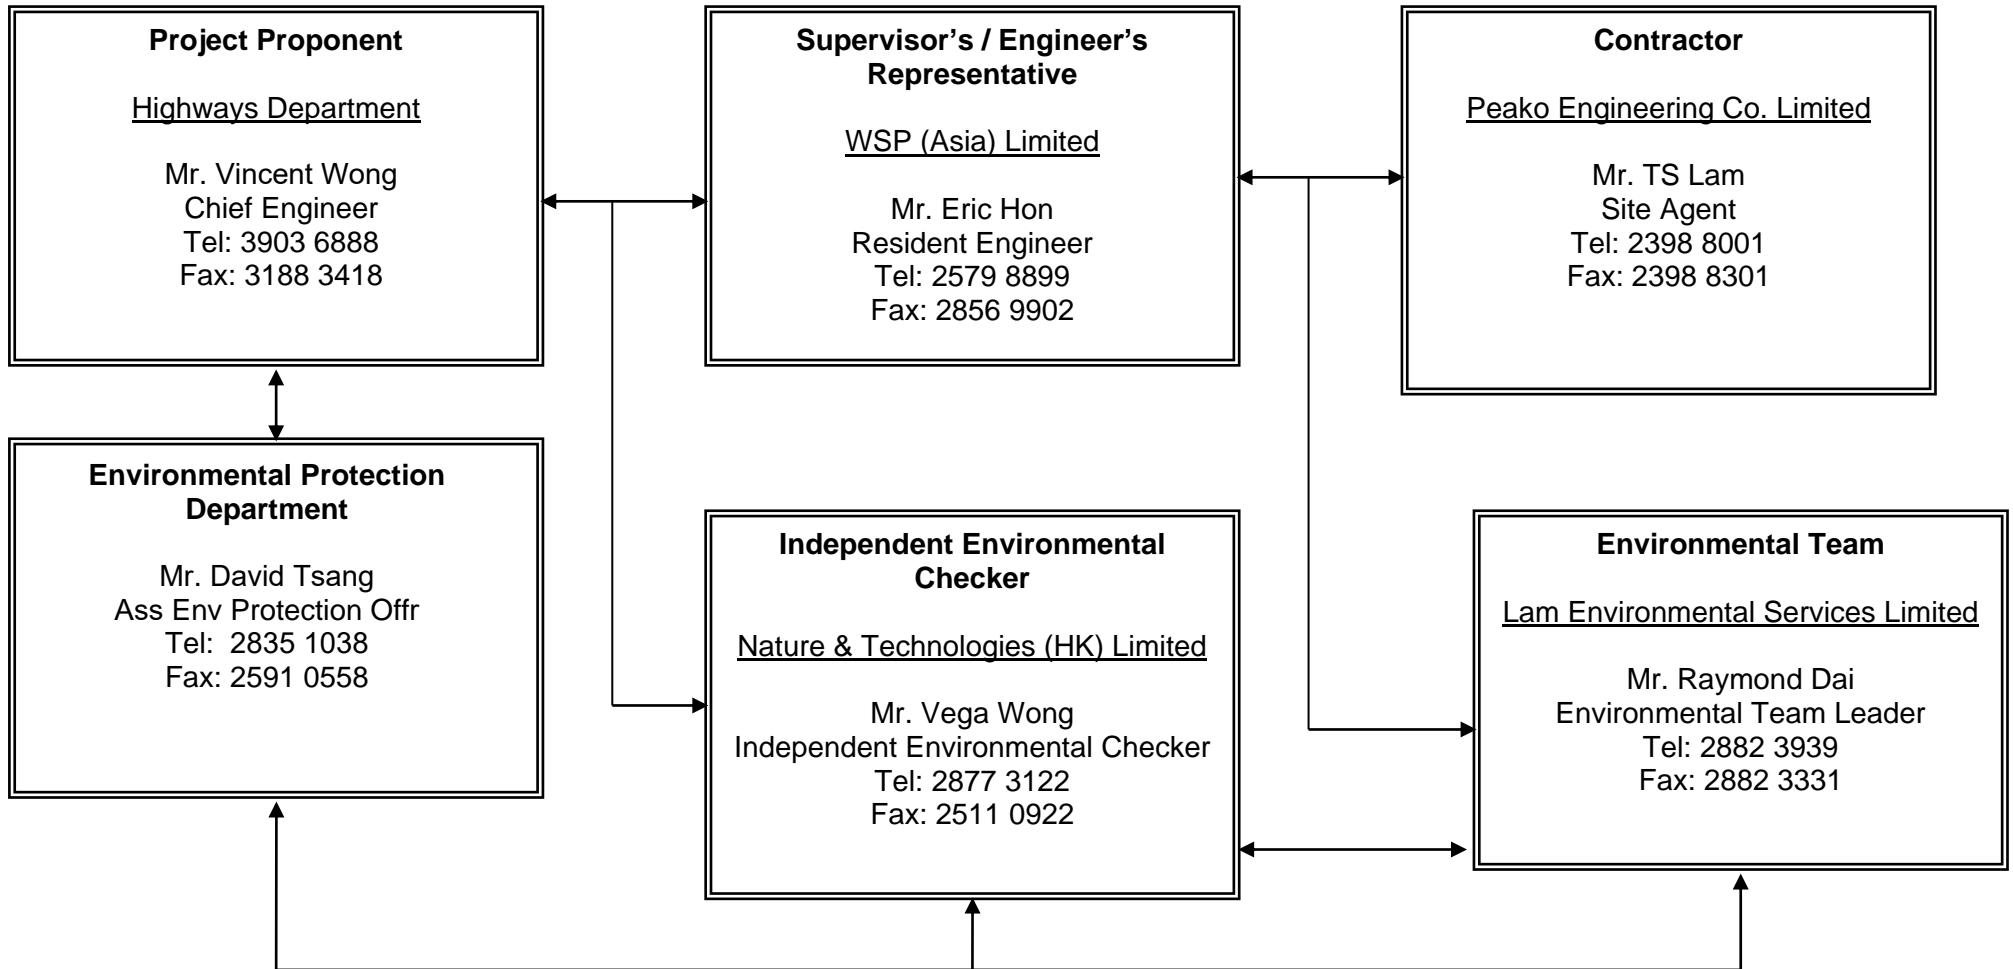 Project Proponent
Highways Department
Mr. Vincent Wong
Chief Engineer
Tel: 3903 6888
Fax: 3188 3418
Supervisor’s / Engineer’s
Representative
WSP (Asia) Limited
Mr. Eric Hon
Resident Engineer
Tel: 2579 8899
Fax: 2856 9902
Contractor
Peako Engineering Co. Limited
Mr. TS Lam
Site Agent
Tel: 2398 8001
Fax: 2398 8301
Environmental Protection
Department
Mr. David Tsang
Ass Env Protection Offr
Tel:  2835 1038
Fax: 2591 0558
Independent Environmental
Checker
Nature & Technologies (HK) Limited
Mr. Vega Wong
Independent Environmental Checker
Tel: 2877 3122
Fax: 2511 0922
Environmental Team
Lam Environmental Services Limited
Mr. Raymond Dai
Environmental Team Leader
Tel: 2882 3939
Fax: 2882 3331